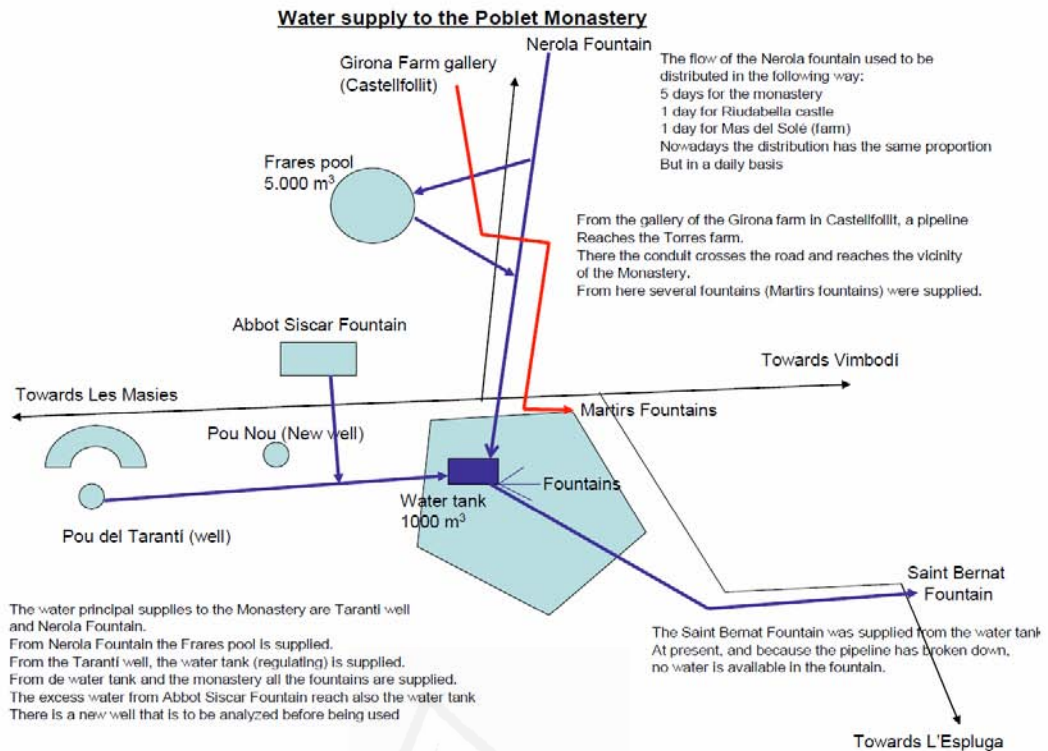 Water supply to the Poblet Monastery
Nerola Fountain
Girona Farm gallery
(Castellfollit)
The flow of the Nerola fountain used to be
distributed in the following way:
5 days for the monastery
1 day for Riudabella castle
1 day for Mas del Solé (farm)
Nowadays the distribution has the same proportion
But in a daily basis
Frares pool
5.000 m³
From the gallery of the Girona farm in Castellfollit, a pipeline
Reaches the Torres farm.
There the conduit crosses the road and reaches the vicinity
of the Monastery.
From here several fountains (Martirs fountains) were supplied.
Abbot Siscar Fountain
Towards Vimbodí
Towards Les Masies
Martirs Fountains
Pou Nou (New well)
Fountains
Water tank
1000 m³
Pou del Tarantí (well)
Saint Bernat
Fountain
The water principal supplies to the Monastery are Taranti well
and Nerola Fountain.
From Nerola Fountain the Frares pool is supplied.
From the Tarantí well, the water tank (regulating) is supplied.
From de water tank and the monastery all the fountains are supplied.
The excess water from Abbot Siscar Fountain reach also the water tank
There is a new well that is to be analyzed before being used
The Saint Bernat Fountain was supplied from the water tank
At present, and because the pipeline has broken down,
no water is available in the fountain.
Towards L'Espluga